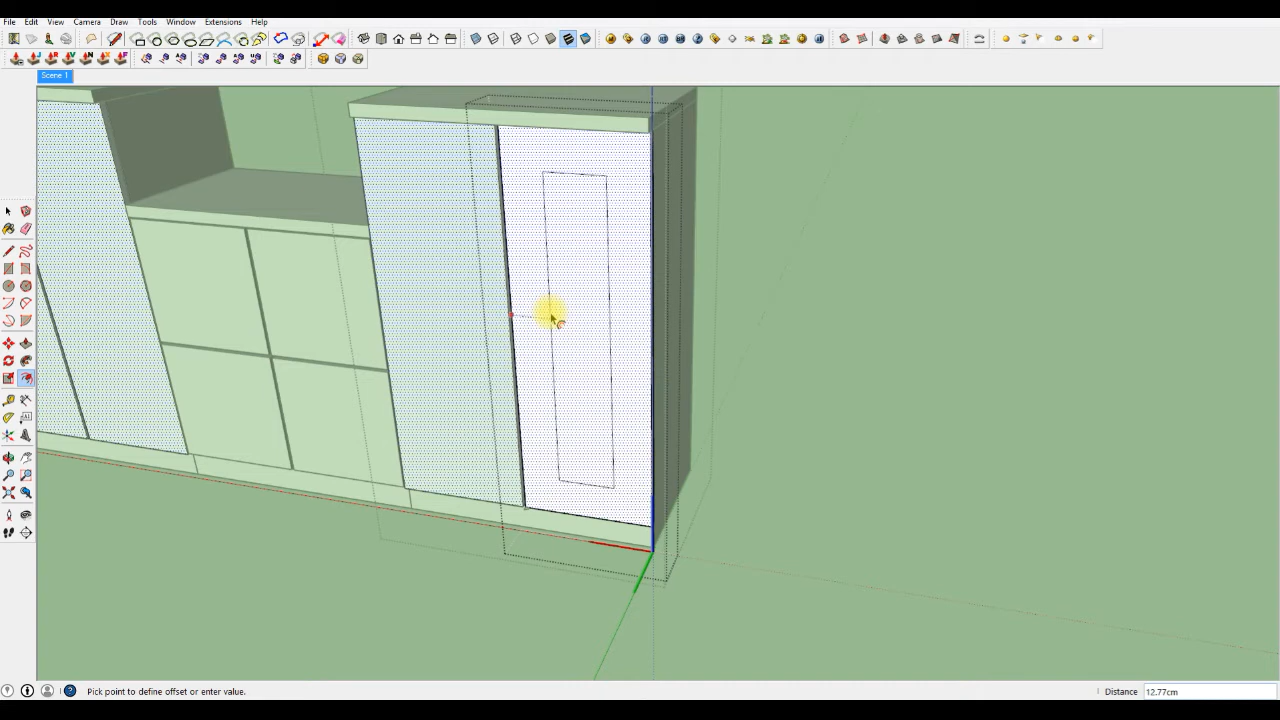 File Edit View Camera Draw Tools Window Extensions Help
Scene 1
Pick point to define offset or enter value.
Distance 12.77cm